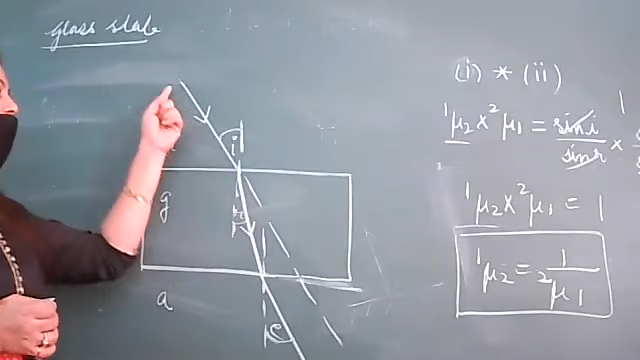 glass slab
i
r
g
a
e
(i) * (ii)
¹μ₂ x ²μ₁ = sin i / sin r ×
¹μ₂ x ²μ₁ = 1
¹μ₂ = 1 / ²μ₁